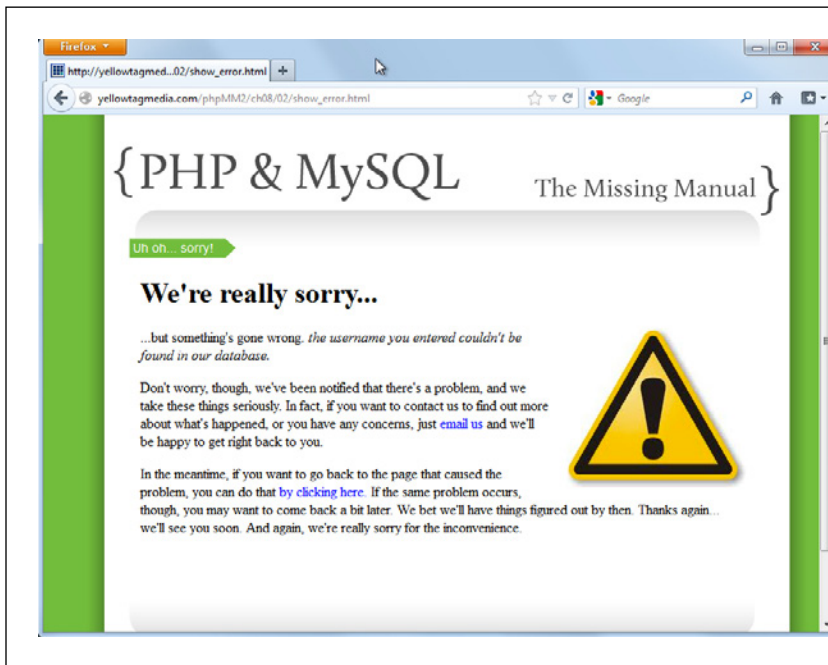 Firefox
http://yellowtagmed...02/show_error.html
yellowtagmedia.com/phpMM2/ch08/02/show_error.html
Google
{PHP & MySQL
The Missing Manual}
Uh oh... sorry!
We're really sorry...
...but something's gone wrong. the username you entered couldn't be
found in our database.
Don't worry, though, we've been notified that there's a problem, and we
take these things seriously. In fact, if you want to contact us to find out more
about what's happened, or you have any concerns, just email us and we'll
be happy to get right back to you.
In the meantime, if you want to go back to the page that caused the
problem, you can do that by clicking here. If the same problem occurs,
though, you may want to come back a bit later. We bet we'll have things figured out by then. Thanks again...
we'll see you soon. And again, we're really sorry for the inconvenience.